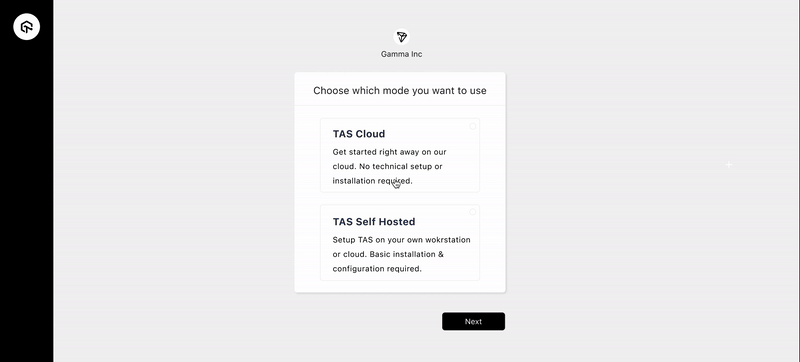 Gamma Inc
Choose which mode you want to use
TAS Cloud
Get started right away on our
cloud. No technical setup or
installation required.
TAS Self Hosted
Setup TAS on your own wokrstation
or cloud. Basic installation &
configuration required.
Next